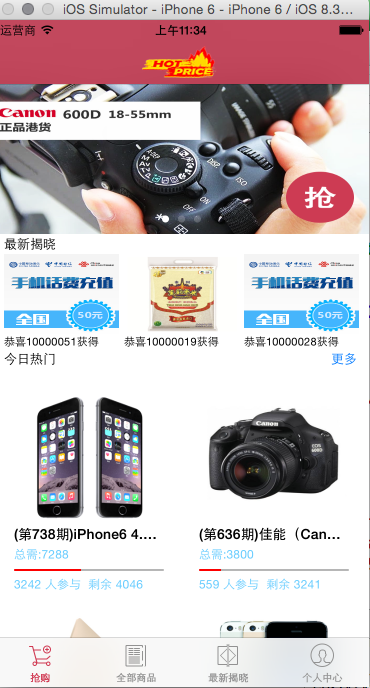 iOS Simulator - iPhone 6 - iPhone 6 / iOS 8.3...
运营商 上午11:34
HOT
PRICE
Canon 600D 18-55mm
正品港货
抢
最新揭晓
手机话费充值
全国 50元
手机话费充值
全国 50元
恭喜10000051获得 恭喜10000019获得 恭喜10000028获得
今日热门 更多
Canon
EOS
600D
(第738期)iPhone6 4.... (第636期)佳能（Can...
总需:7288 总需:3800
3242 人参与 剩余 4046 559 人参与 剩余 3241
抢购 全部商品 最新揭晓 个人中心